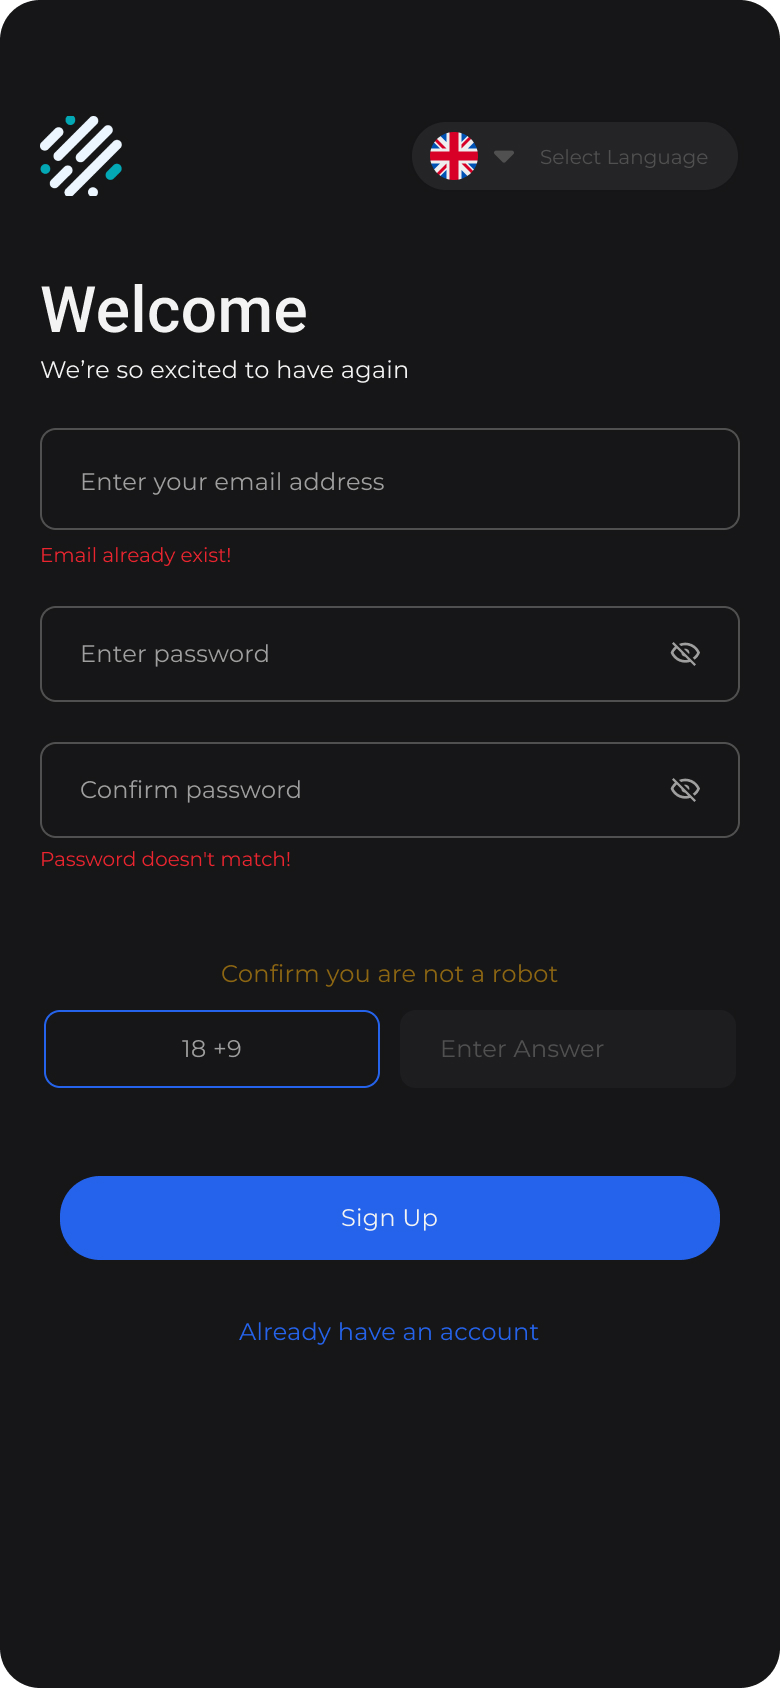 Select Language
Welcome
We’re so excited to have again
Enter your email address
Email already exist!
Enter password
Confirm password
Password doesn't match!
Confirm you are not a robot
18 +9
Enter Answer
Sign Up
Already have an account